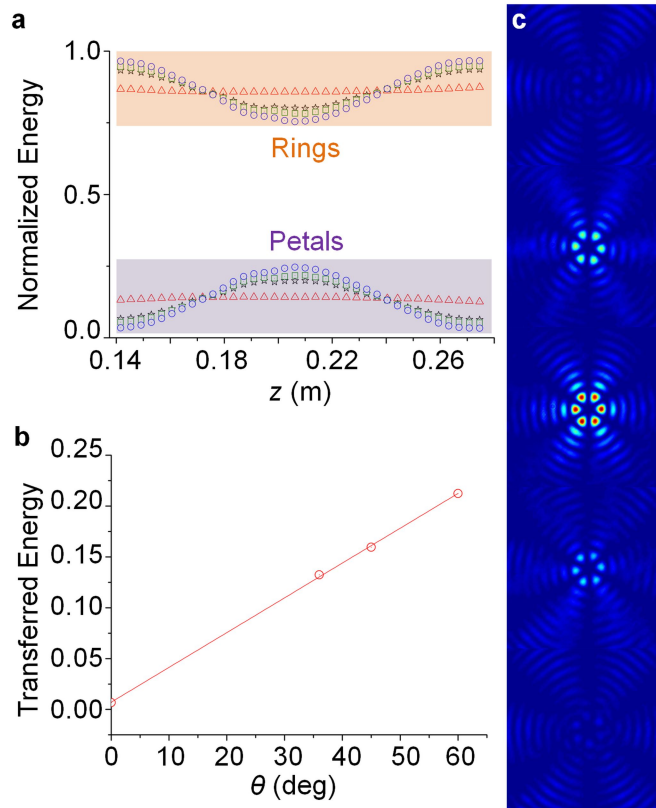 a
c
1.0
Rings
0.5
Petals
0.0
Normalized Energy
0.14 0.18 0.22 0.26
z (m)
b
0.25
0.20
0.15
0.10
0.05
0.00
Transferred Energy
0 10 20 30 40 50 60
θ (deg)